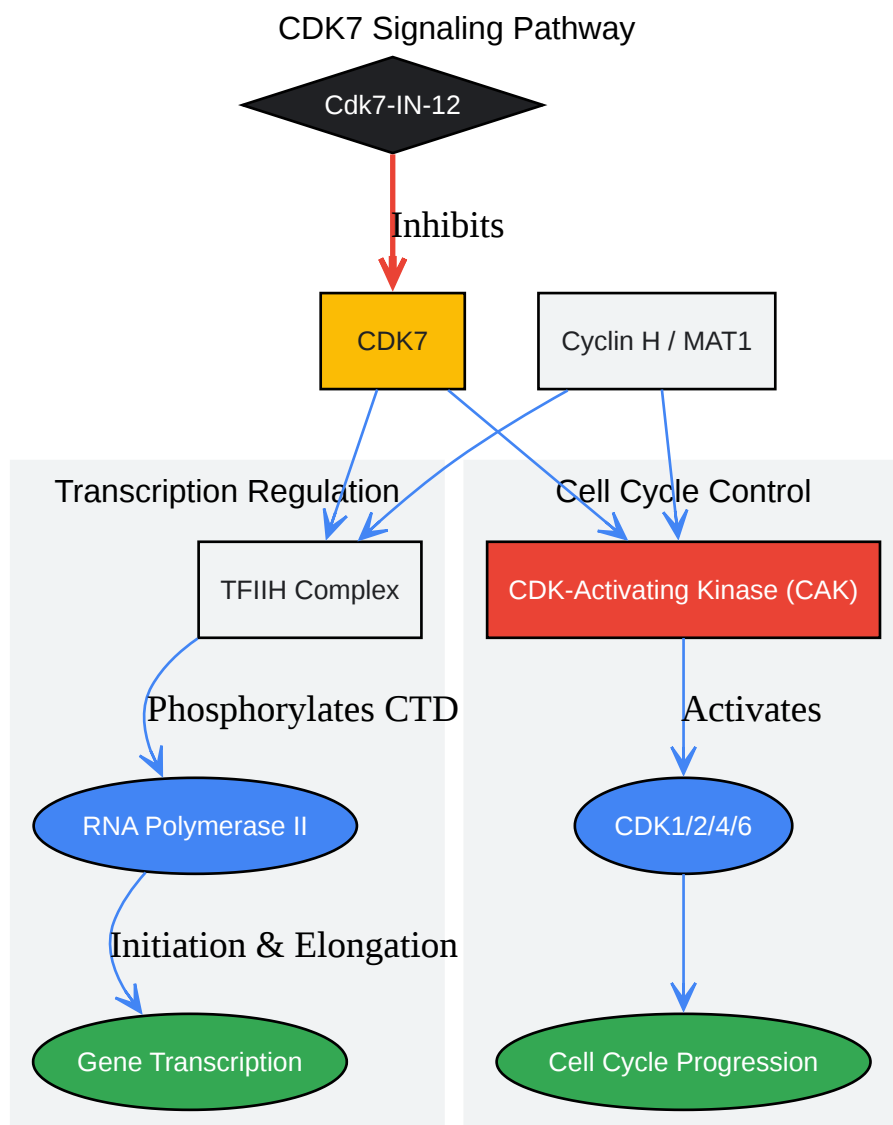 CDK7 Signaling Pathway
Cdk7-IN-12
Inhibits
CDK7
Cyclin H / MAT1
Transcription Regulation
Cell Cycle Control
TFIIH Complex
CDK-Activating Kinase (CAK)
Phosphorylates CTD
Activates
RNA Polymerase II
CDK1/2/4/6
Initiation & Elongation
Gene Transcription
Cell Cycle Progression